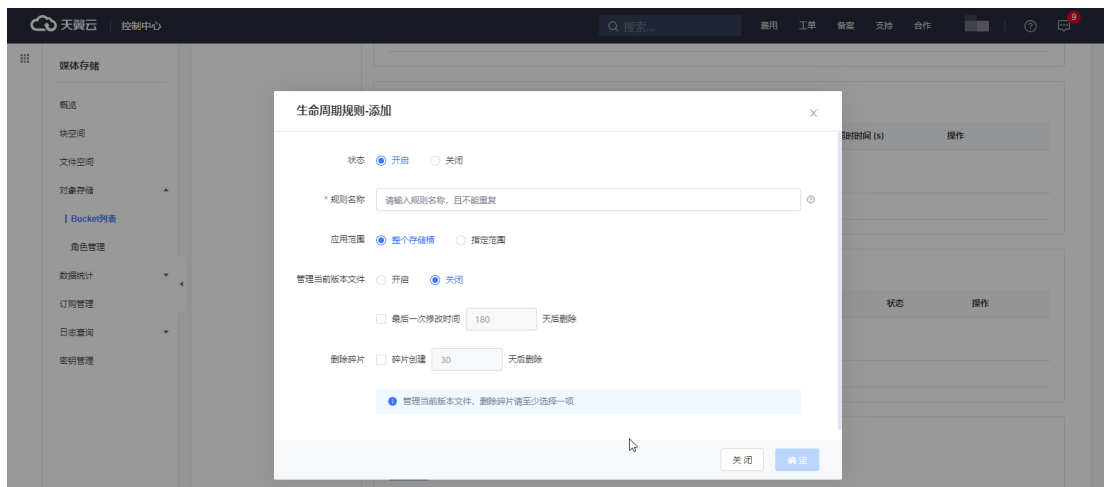 天翼云 控制中心 搜索... 费用 工单 备案 支持 合作 9
媒体存储
概览
块空间
文件空间
对象存储
Bucket列表
角色管理
数据统计
订购管理
日志查询
密钥管理
时时间 (s) 操作
状态 操作
生命周期规则-添加
状态 开启 关闭
* 规则名称 请输入规则名称，且不能重复
应用范围 整个存储桶 指定范围
管理当前版本文件 开启 关闭
最后一次修改时间 180 天后删除
删除碎片 碎片创建 30 天后删除
管理当前版本文件、删除碎片请至少选择一项
关闭 确定